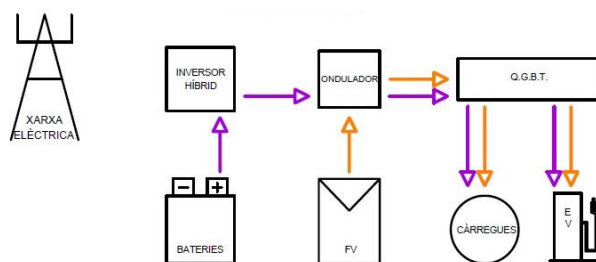 XARXA
ELÈCTRICA
INVERSOR
HÍBRID
ONDULADOR
Q.G.B.T.
BATERIES
FV
CÀRREGUES
E
V